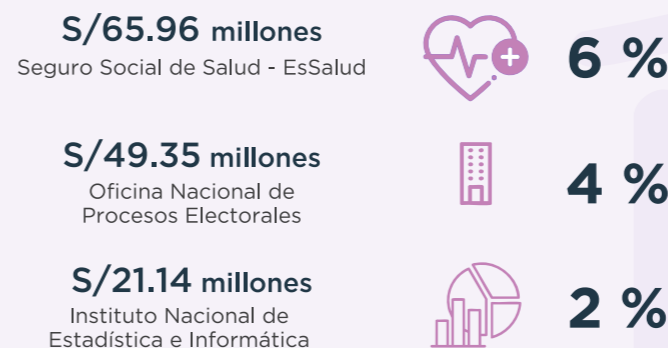 S/65.96 millones
Seguro Social de Salud - EsSalud
6 %
S/49.35 millones
Oficina Nacional de
Procesos Electorales
4 %
S/21.14 millones
Instituto Nacional de
Estadística e Informática
2 %